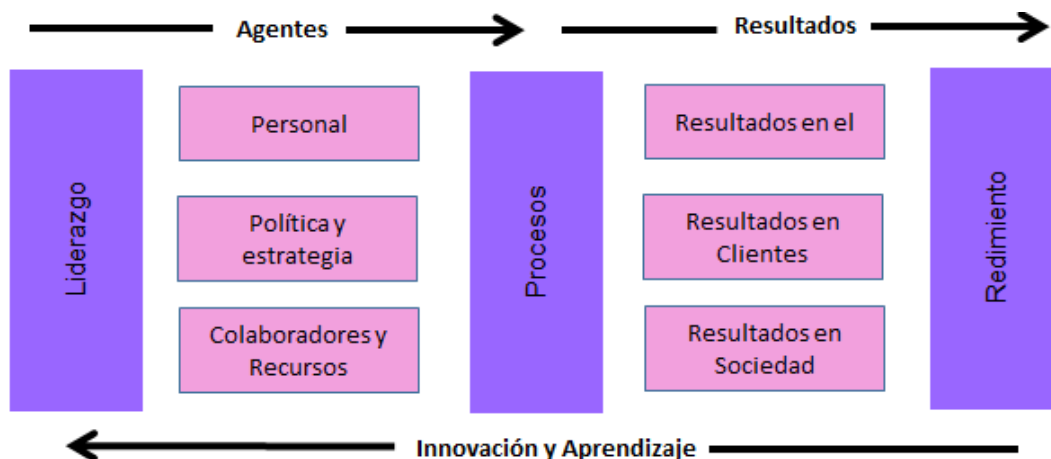 Agentes
Resultados
Liderazgo
Personal
Política y
estrategia
Colaboradores y
Recursos
Procesos
Resultados en el
Resultados en
Clientes
Resultados en
Sociedad
Redimiento
Innovación y Aprendizaje